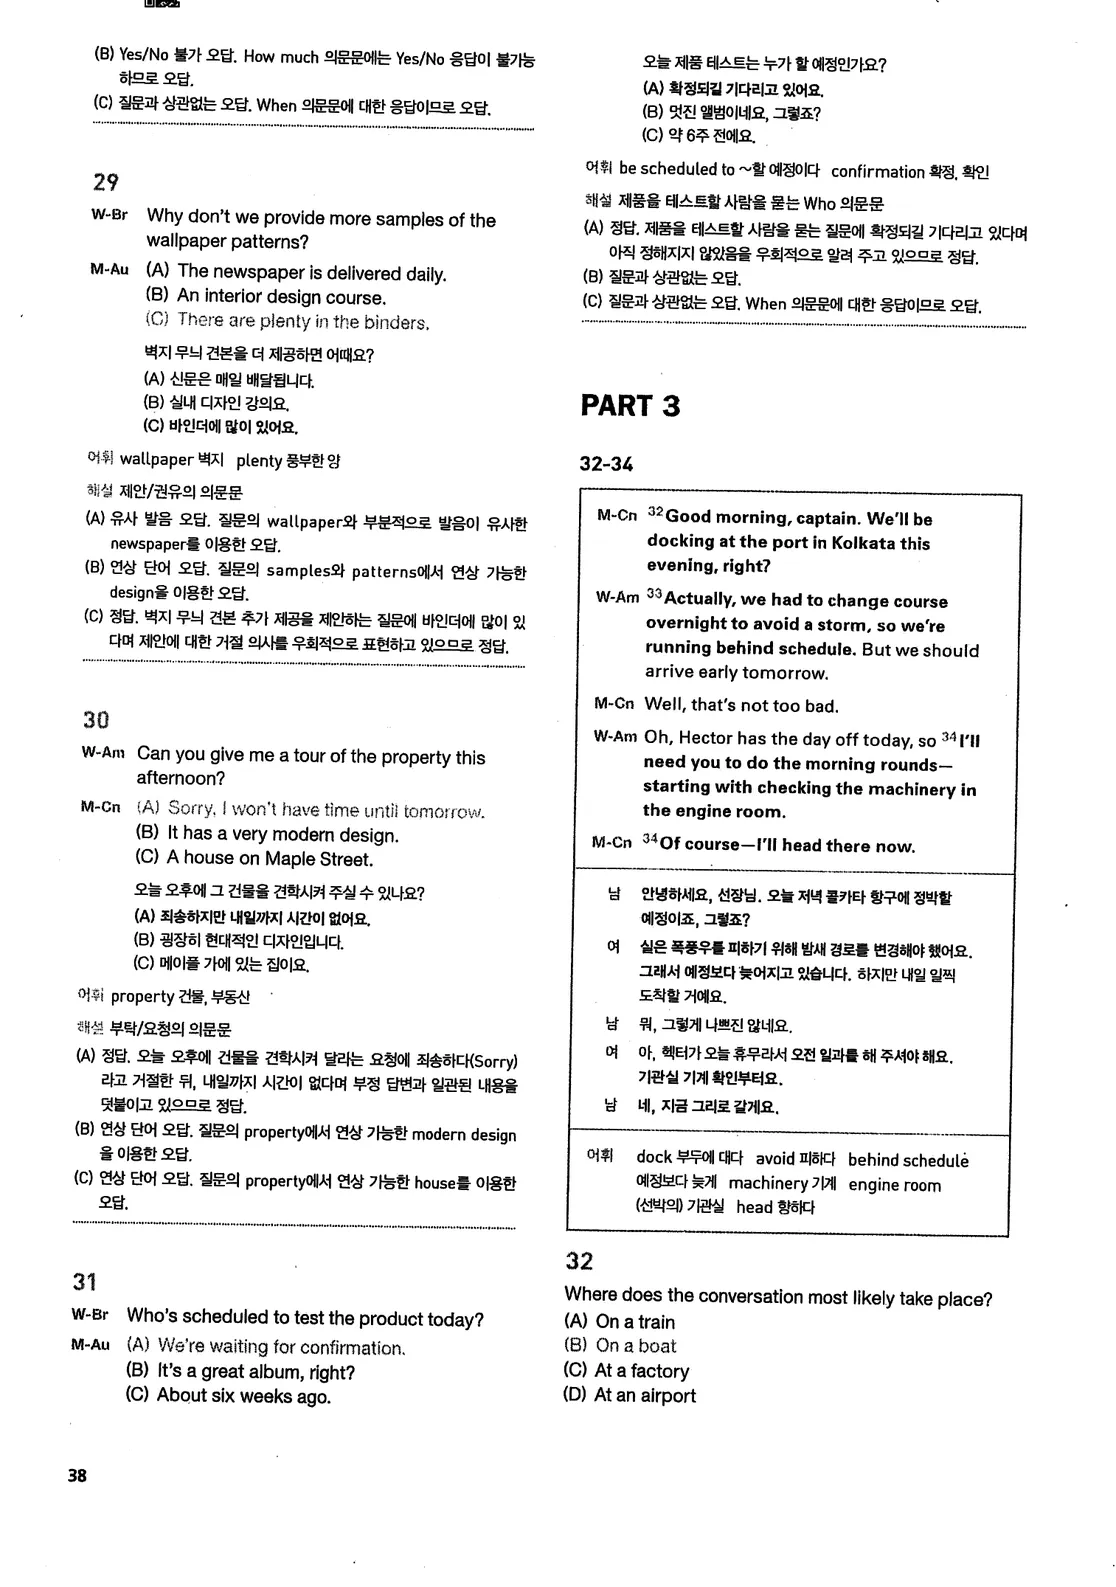 (B) Yes/No 불가 오답. How much 의문문에는 Yes/No 응답이 불가능
하므로 오답.
(C) 질문과 상관없는 오답. When 의문문에 대한 응답이므로 오답.
29
W-Br Why don't we provide more samples of the
wallpaper patterns?
M-Au (A) The newspaper is delivered daily.
(B) An interior design course.
(C) There are plenty in the binders.
벽지 무늬 견본을 더 제공하면 어때요?
(A) 신문은 매일 배달됩니다.
(B) 실내 디자인 강의요.
(C) 바인더에 많이 있어요.
어휘 wallpaper 벽지 plenty 풍부한 양
해설 제안/권유의 의문문
(A) 유사 발음 오답. 질문의 wallpaper와 부분적으로 발음이 유사한
newspaper를 이용한 오답.
(B) 연상 단어 오답. 질문의 samples와 patterns에서 연상 가능한
design을 이용한 오답.
(C) 정답. 벽지 무늬 견본 추가 제공을 제안하는 질문에 바인더에 많이 있
다며 제안에 대한 거절 의사를 우회적으로 표현하고 있으므로 정답.
30
W-Am Can you give me a tour of the property this
afternoon?
M-Cn (A) Sorry, I won't have time until tomorrow.
(B) It has a very modern design.
(C) A house on Maple Street.
오늘 오후에 그 건물을 견학시켜 주실 수 있나요?
(A) 죄송하지만 내일까지 시간이 없어요.
(B) 굉장히 현대적인 디자인입니다.
(C) 메이플 가에 있는 집이요.
어휘 property 건물, 부동산
해설 부탁/요청의 의문문
(A) 정답. 오늘 오후에 건물을 견학시켜 달라는 요청에 죄송하다(Sorry)
라고 거절한 뒤, 내일까지 시간이 없다며 부정 답변과 일관된 내용을
덧붙이고 있으므로 정답.
(B) 연상 단어 오답. 질문의 property에서 연상 가능한 modern design
을 이용한 오답.
(C) 연상 단어 오답. 질문의 property에서 연상 가능한 house를 이용한
오답.
31
W-Br Who's scheduled to test the product today?
M-Au (A) We're waiting for confirmation.
(B) It's a great album, right?
(C) About six weeks ago.
38
오늘 제품 테스트는 누가 할 예정인가요?
(A) 확정되길 기다리고 있어요.
(B) 멋진 앨범이네요, 그렇죠?
(C) 약 6주 전에요.
어휘 be scheduled to ~할 예정이다 confirmation 확정, 확인
해설 제품을 테스트할 사람을 묻는 Who 의문문
(A) 정답. 제품을 테스트할 사람을 묻는 질문에 확정되길 기다리고 있다며
아직 정해지지 않았음을 우회적으로 알려 주고 있으므로 정답.
(B) 질문과 상관없는 오답.
(C) 질문과 상관없는 오답. When 의문문에 대한 응답이므로 오답.
PART 3
32-34
M-Cn 32Good morning, captain. We'll be
docking at the port in Kolkata this
evening, right?
W-Am 33Actually, we had to change course
overnight to avoid a storm, so we're
running behind schedule. But we should
arrive early tomorrow.
M-Cn Well, that's not too bad.
W-Am Oh, Hector has the day off today, so 34I'll
need you to do the morning rounds—
starting with checking the machinery in
the engine room.
M-Cn 34Of course—I'll head there now.
남 안녕하세요, 선장님. 오늘 저녁 콜카타 항구에 정박할
예정이죠, 그렇죠?
여 실은 폭풍우를 피하기 위해 밤새 경로를 변경해야 했어요.
그래서 예정보다 늦어지고 있습니다. 하지만 내일 일찍
도착할 거예요.
남 뭐, 그렇게 나쁘진 않네요.
여 아, 헥터가 오늘 휴무라서 오전 일과를 해 주셔야 해요.
기관실 기계 확인부터요.
남 네, 지금 그리로 갈게요.
어휘 dock 부두에 대다 avoid 피하다 behind schedule
예정보다 늦게 machinery 기계 engine room
(선박의) 기관실 head 향하다
32
Where does the conversation most likely take place?
(A) On a train
(B) On a boat
(C) At a factory
(D) At an airport